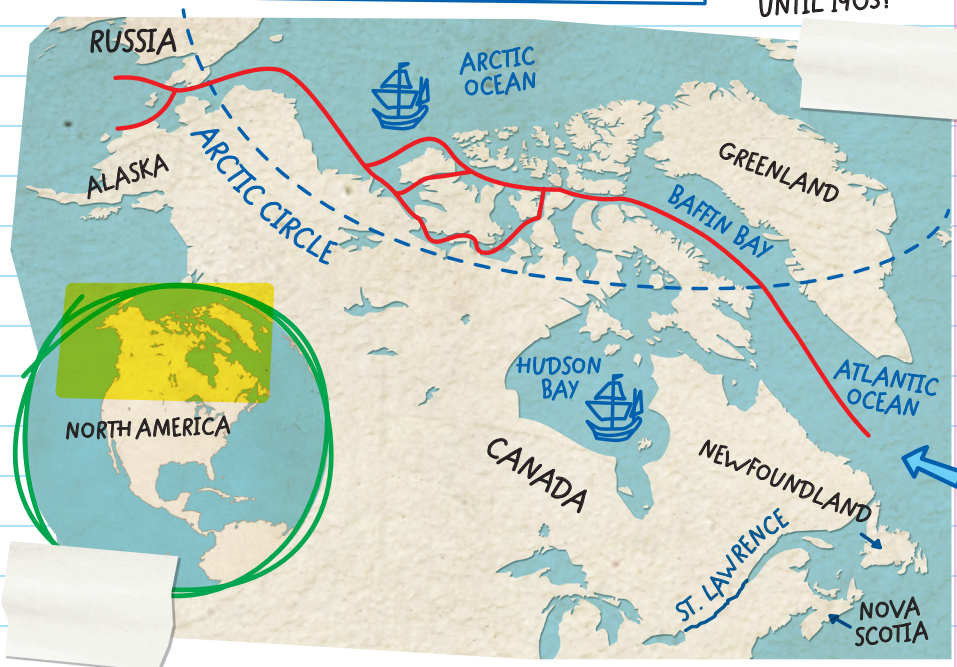 UNTIL 1905!
RUSSIA
ARCTIC
OCEAN
ALASKA
ARCTIC CIRCLE
GREENLAND
BAFFIN BAY
HUDSON
BAY
ATLANTIC
OCEAN
NORTH AMERICA
CANADA
NEWFOUNDLAND
ST. LAWRENCE
NOVA
SCOTIA